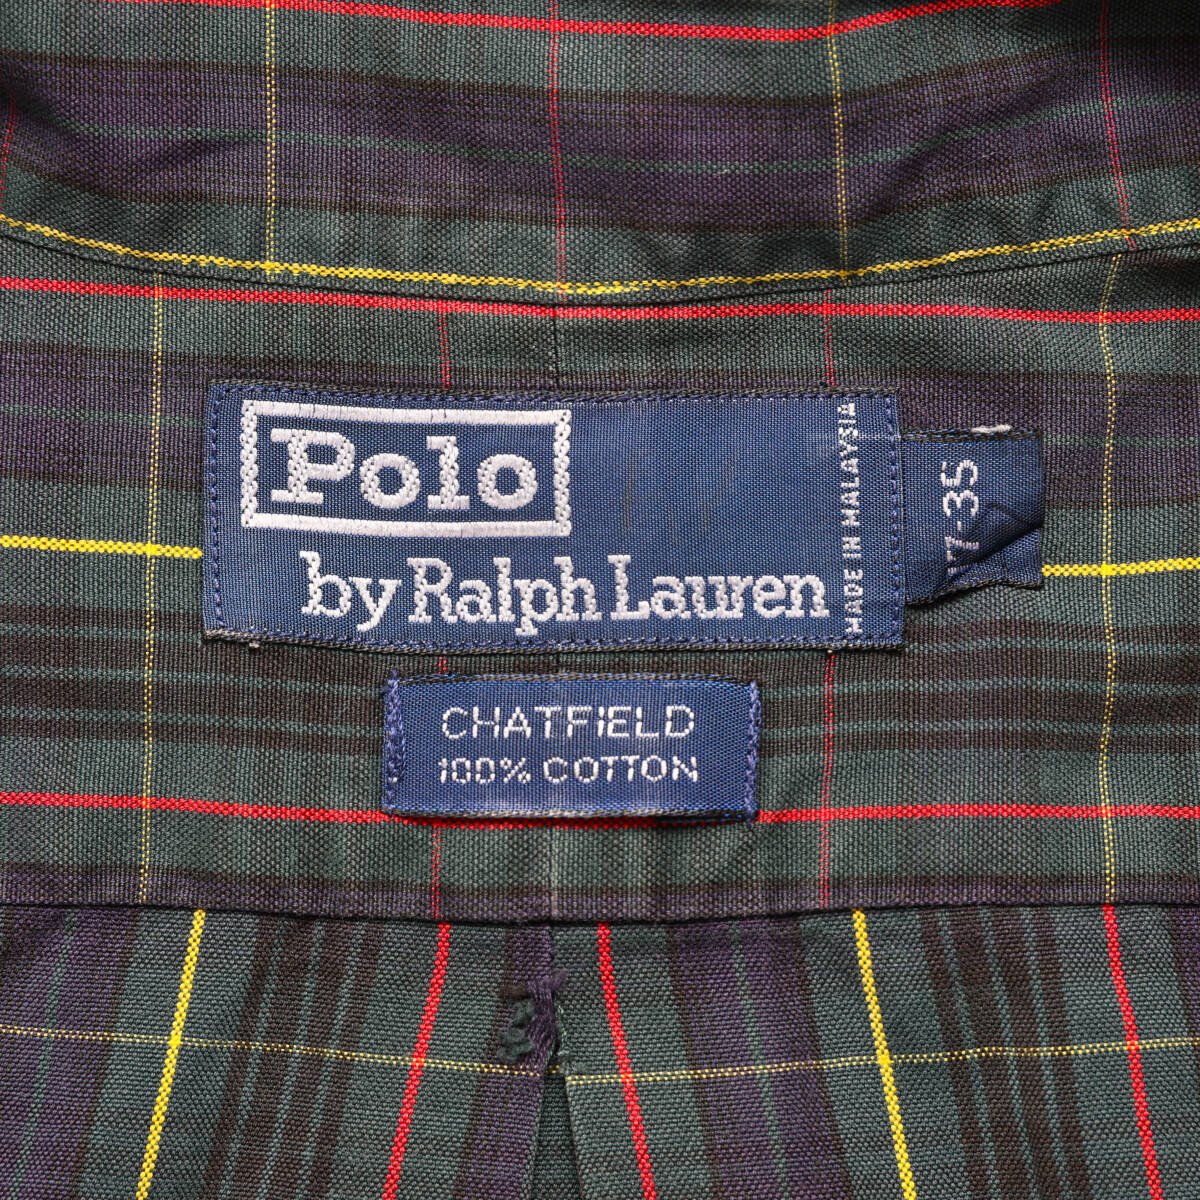 Polo
by Ralph Lauren
MADE IN MALAYSIA
17-35
CHATFIELD
100% COTTON